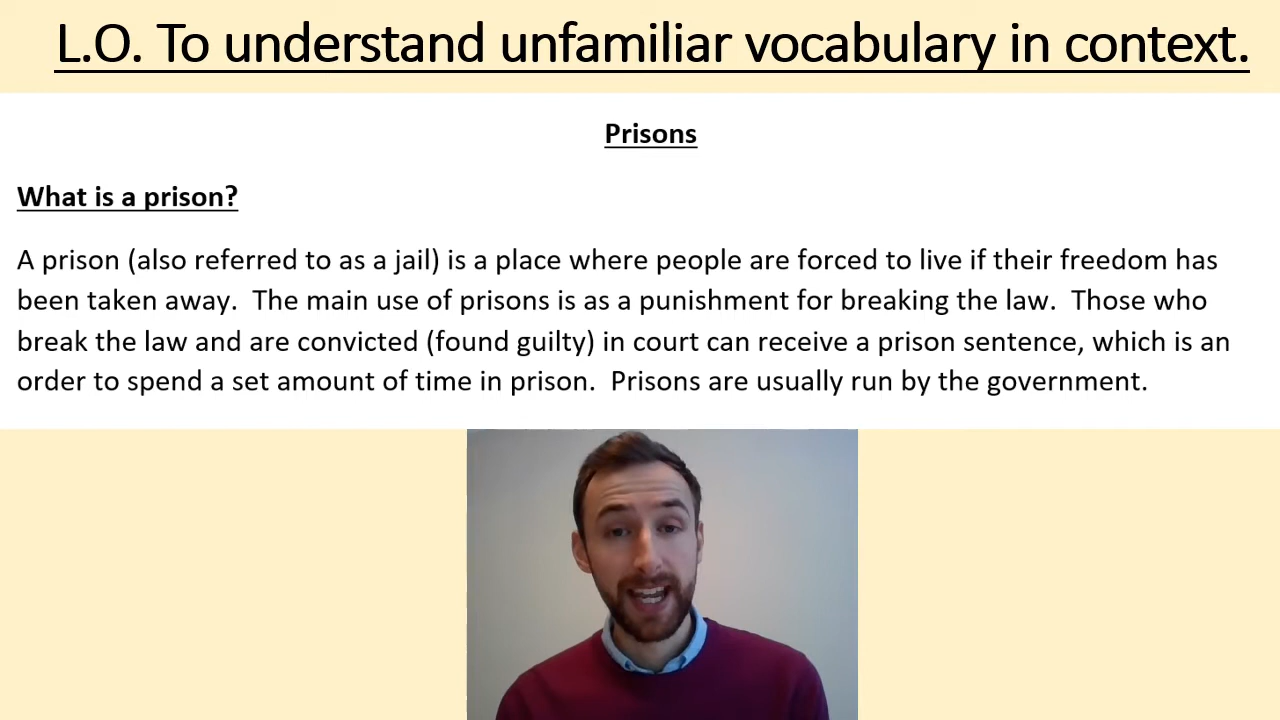 L.O. To understand unfamiliar vocabulary in context.
Prisons
What is a prison?
A prison (also referred to as a jail) is a place where people are forced to live if their freedom has
been taken away.  The main use of prisons is as a punishment for breaking the law.  Those who
break the law and are convicted (found guilty) in court can receive a prison sentence, which is an
order to spend a set amount of time in prison.  Prisons are usually run by the government.